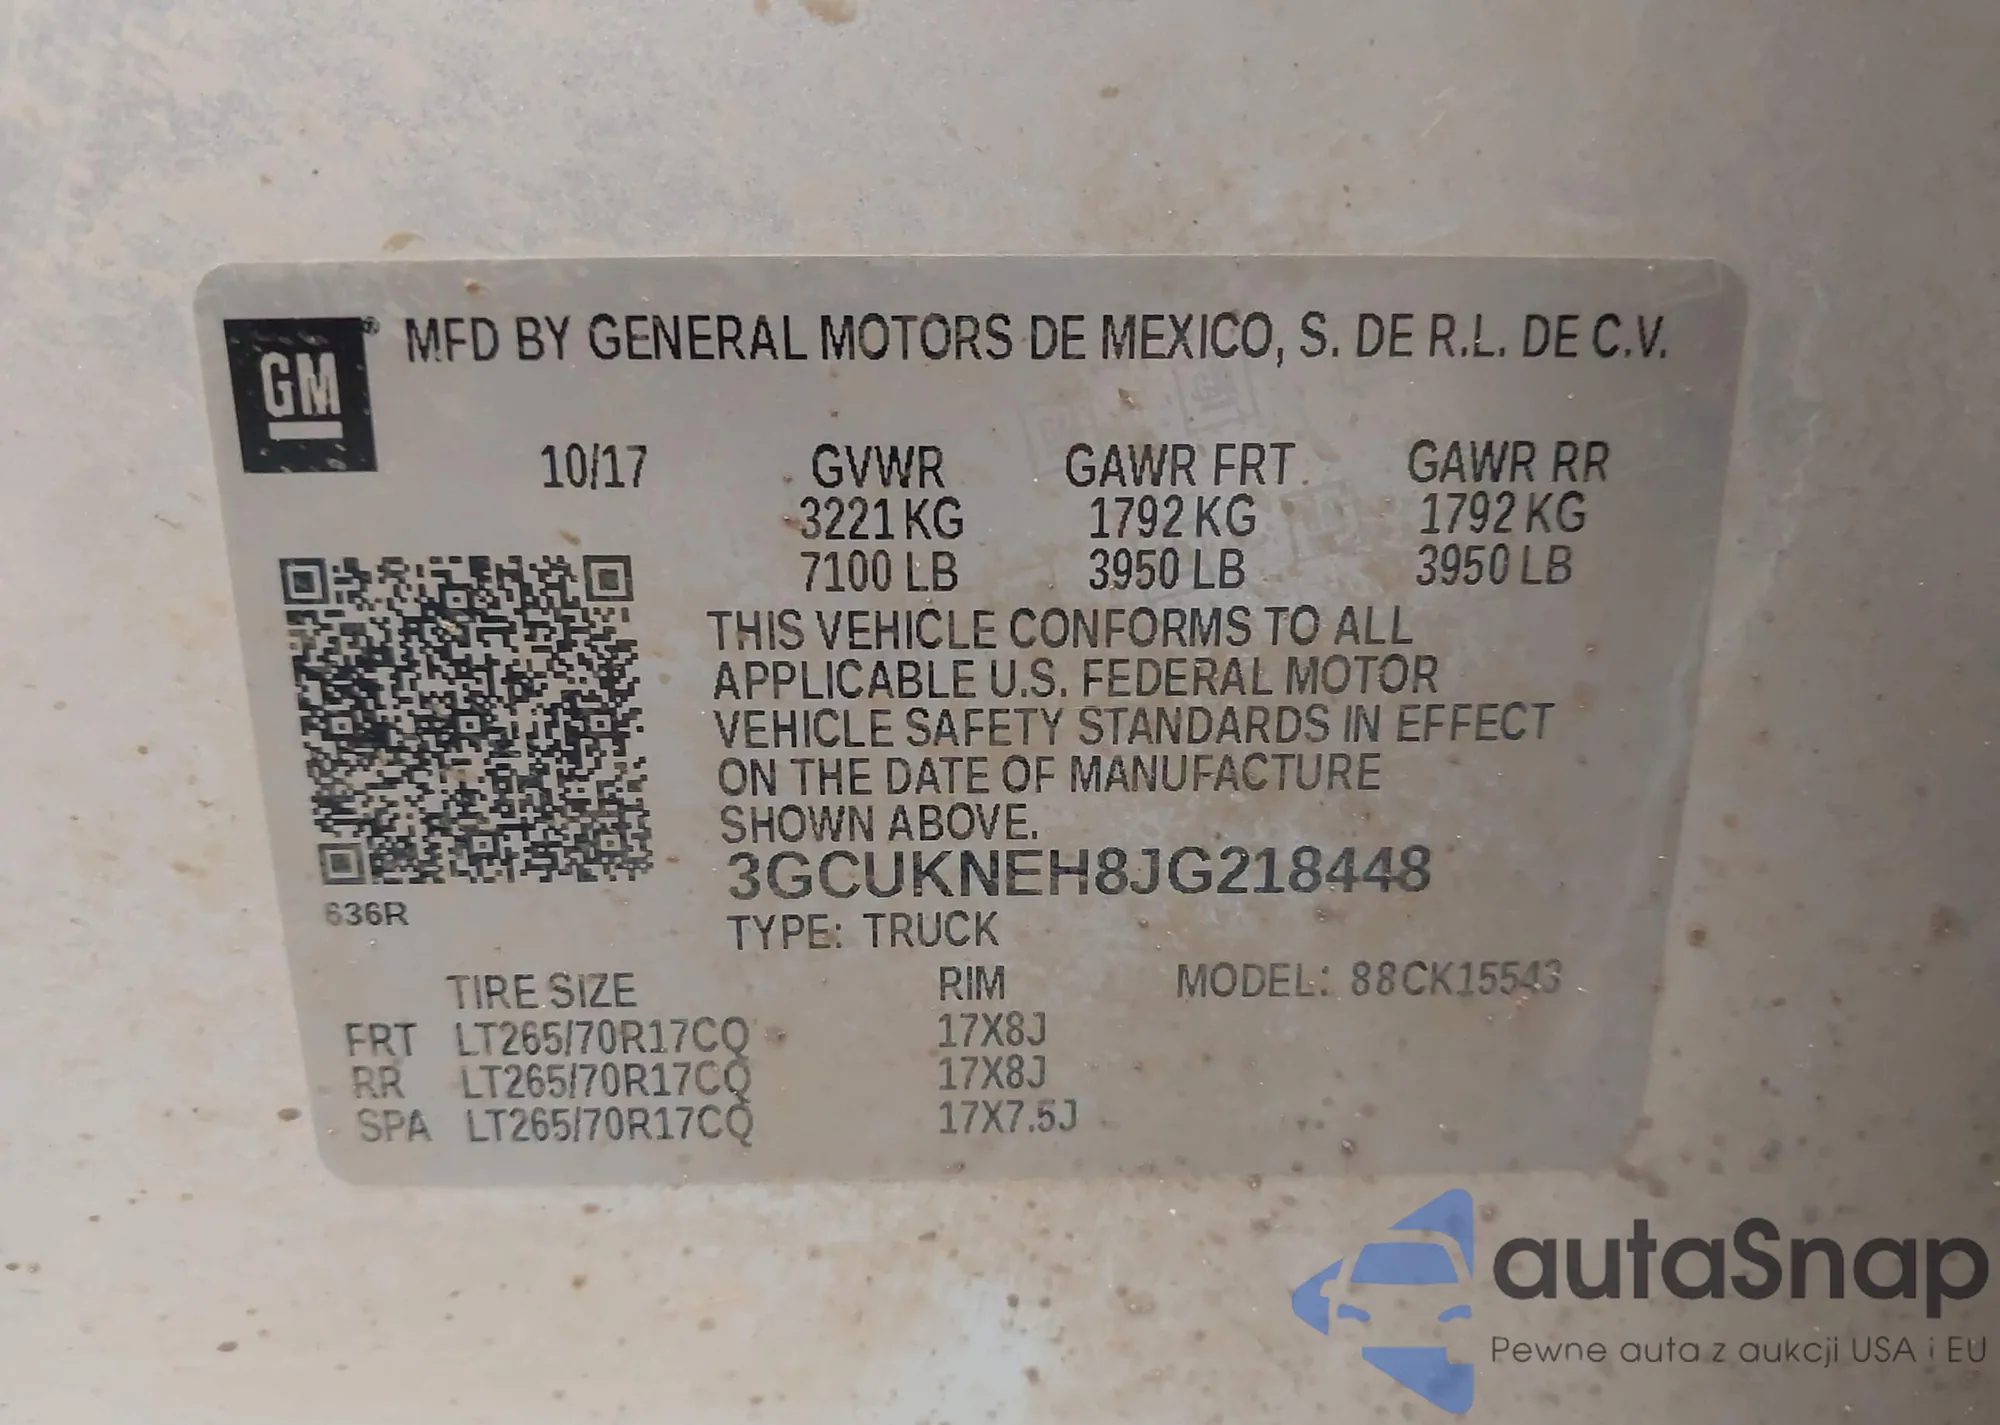 GM ® MFD BY GENERAL MOTORS DE MEXICO, S. DE R.L. DE C.V.
10/17 GVWR GAWR FRT GAWR RR
3221 KG 1792 KG 1792 KG
7100 LB 3950 LB 3950 LB
THIS VEHICLE CONFORMS TO ALL
APPLICABLE U.S. FEDERAL MOTOR
VEHICLE SAFETY STANDARDS IN EFFECT
ON THE DATE OF MANUFACTURE
SHOWN ABOVE.
3GCUKNEH8JG218448
636R
TYPE: TRUCK
TIRE SIZE RIM MODEL: 88CK15543
FRT LT265/70R17CQ 17X8J
RR LT265/70R17CQ 17X8J
SPA LT265/70R17CQ 17X7.5J
autaSnap
Pewne auta z aukcji USA i EU